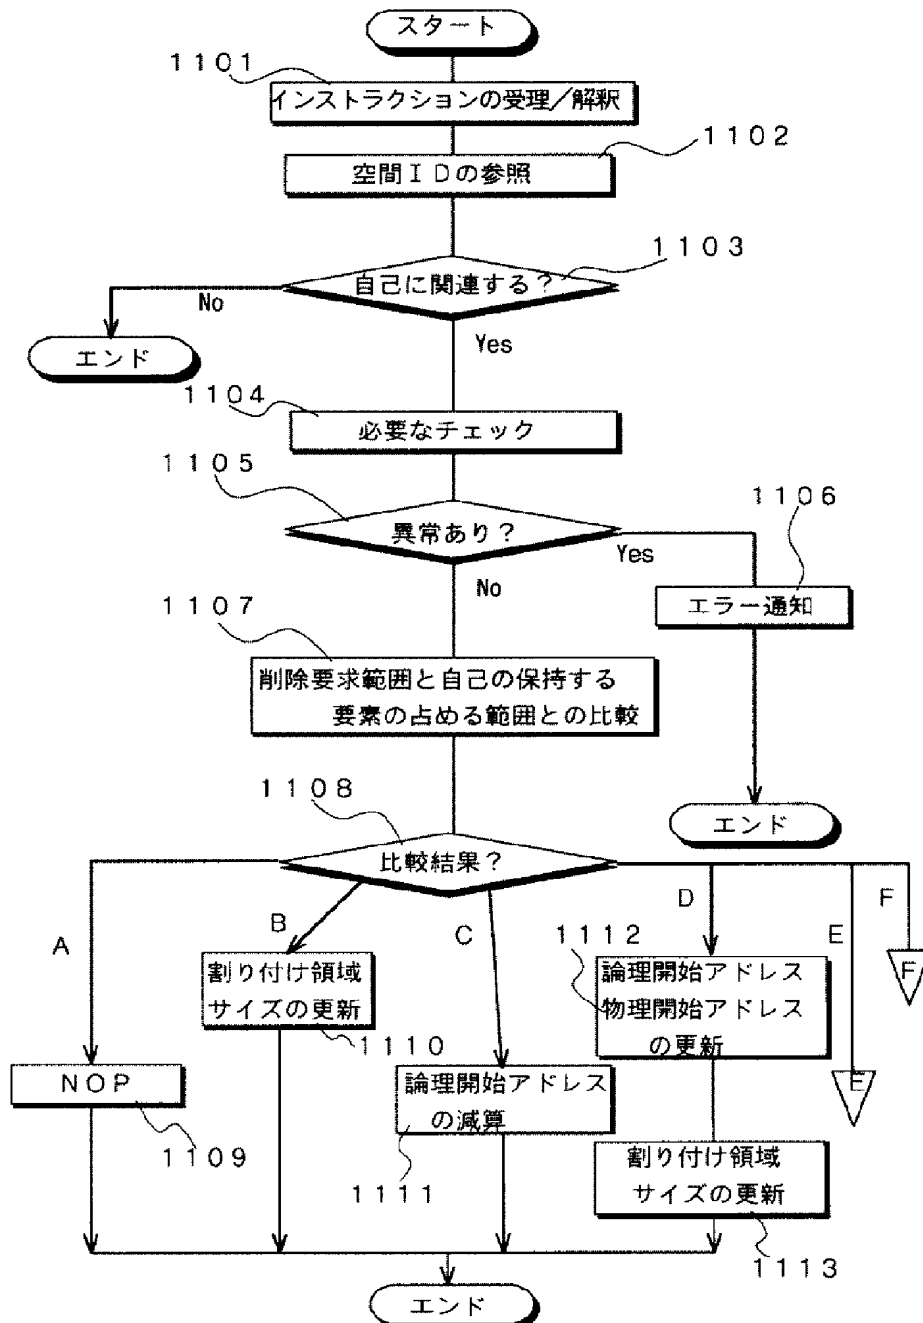 スタート
1101
インストラクションの受理/解釈
1102
空間IDの参照
1103
自己に関連する?
No
Yes
エンド
1104
必要なチェック
1105
異常あり?
Yes
No
1106
エラー通知
1107
削除要求範囲と自己の保持する
要素の占める範囲との比較
エンド
1108
比較結果?
A
B
C
D
E
F
1112
割り付け領域
サイズの更新
1110
論理開始アドレス
物理開始アドレス
の更新
F
E
NOP
1109
論理開始アドレス
の減算
1111
割り付け領域
サイズの更新
1113
エンド